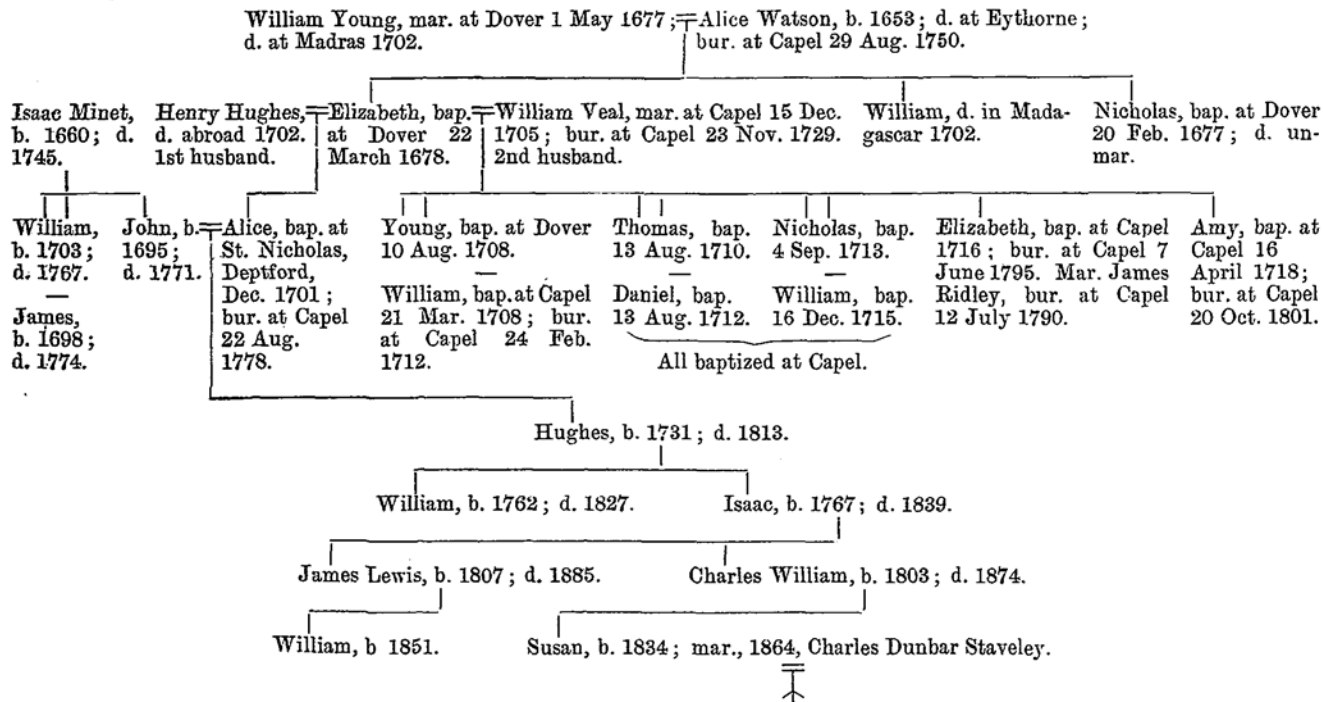 William Young, mar. at Dover 1 May 1677;
d. at Madras 1702.
Alice Watson, b. 1653; d. at Eythorne;
bur. at Capel 29 Aug. 1750.
Isaac Minet,
b. 1660; d.
1745.
Henry Hughes,
d. abroad 1702.
1st husband.
Elizabeth, bap.
at Dover 22
March 1678.
William Veal, mar. at Capel 15 Dec.
1705; bur. at Capel 23 Nov. 1729.
2nd husband.
William, d. in Mada-
gascar 1702.
Nicholas, bap. at Dover
20 Feb. 1677; d. un-
mar.
William,
b. 1703;
d. 1767.
—
James,
b. 1698;
d. 1774.
John, b.
1695;
d. 1771.
Alice, bap. at
St. Nicholas,
Deptford,
Dec. 1701;
bur. at Capel
22 Aug.
1778.
Young, bap. at Dover
10 Aug. 1708.
—
William, bap. at Capel
21 Mar. 1708; bur.
at Capel 24 Feb.
1712.
Thomas, bap.
13 Aug. 1710.
—
Daniel, bap.
13 Aug. 1712.
Nicholas, bap.
4 Sep. 1713.
—
William, bap.
16 Dec. 1715.
All baptized at Capel.
Elizabeth, bap. at Capel
1716; bur. at Capel 7
June 1795. Mar. James
Ridley, bur. at Capel
12 July 1790.
Amy, bap. at
Capel 16
April 1718;
bur. at Capel
20 Oct. 1801.
Hughes, b. 1731; d. 1813.
William, b. 1762; d. 1827.
Isaac, b. 1767; d. 1839.
James Lewis, b. 1807; d. 1885.
Charles William, b. 1803; d. 1874.
William, b 1851.
Susan, b. 1834; mar., 1864, Charles Dunbar Staveley.